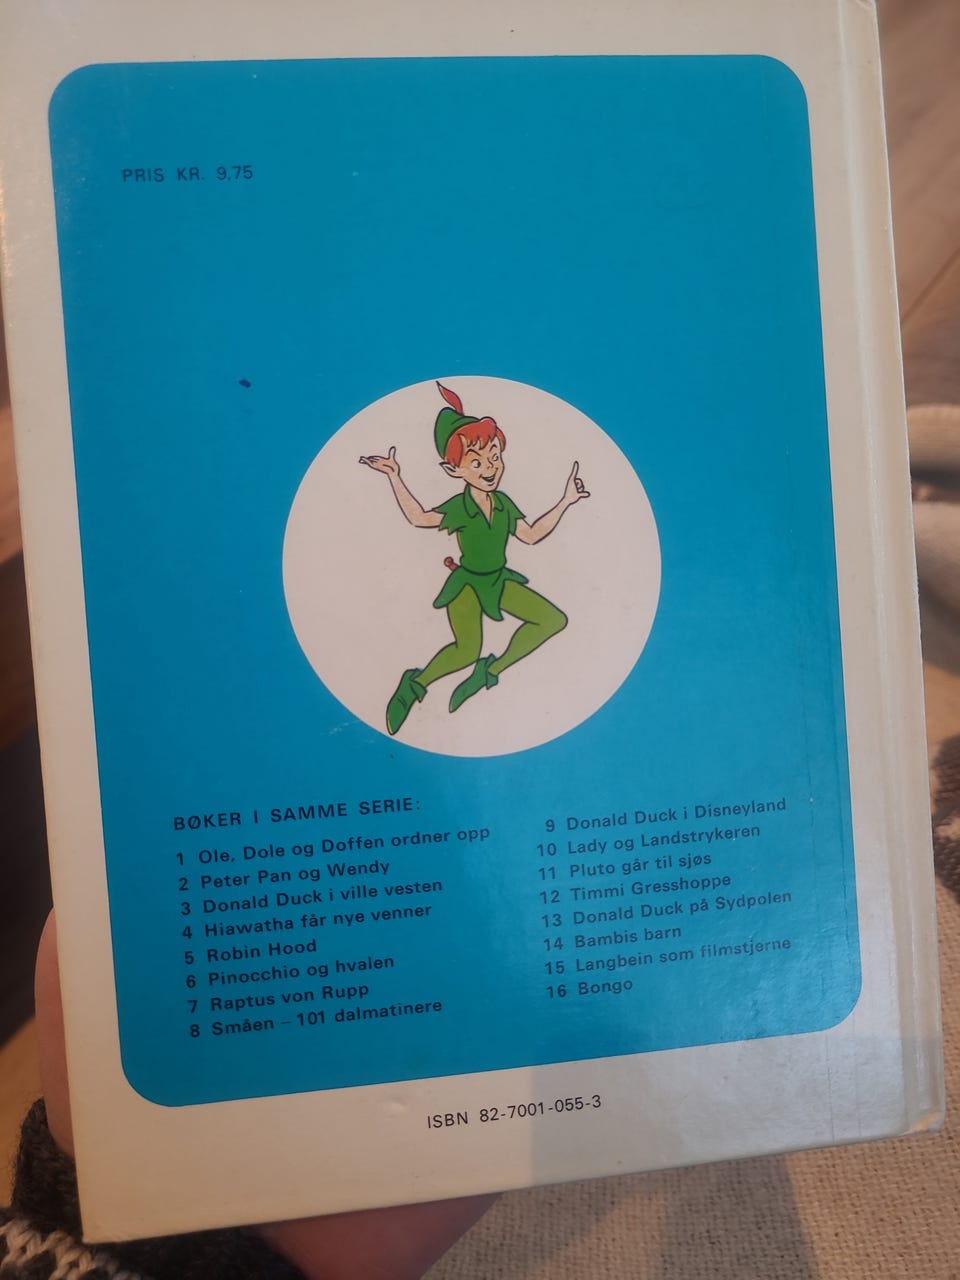 PRIS KR. 9,75
BØKER I SAMME SERIE:
1 Ole, Dole og Doffen ordner opp
2 Peter Pan og Wendy
3 Donald Duck i ville vesten
4 Hiawatha får nye venner
5 Robin Hood
6 Pinocchio og hvalen
7 Raptus von Rupp
8 Småen – 101 dalmatinere
9 Donald Duck i Disneyland
10 Lady og Landstrykeren
11 Pluto går til sjøs
12 Timmi Gresshoppe
13 Donald Duck på Sydpolen
14 Bambis barn
15 Langbein som filmstjerne
16 Bongo
ISBN 82-7001-055-3